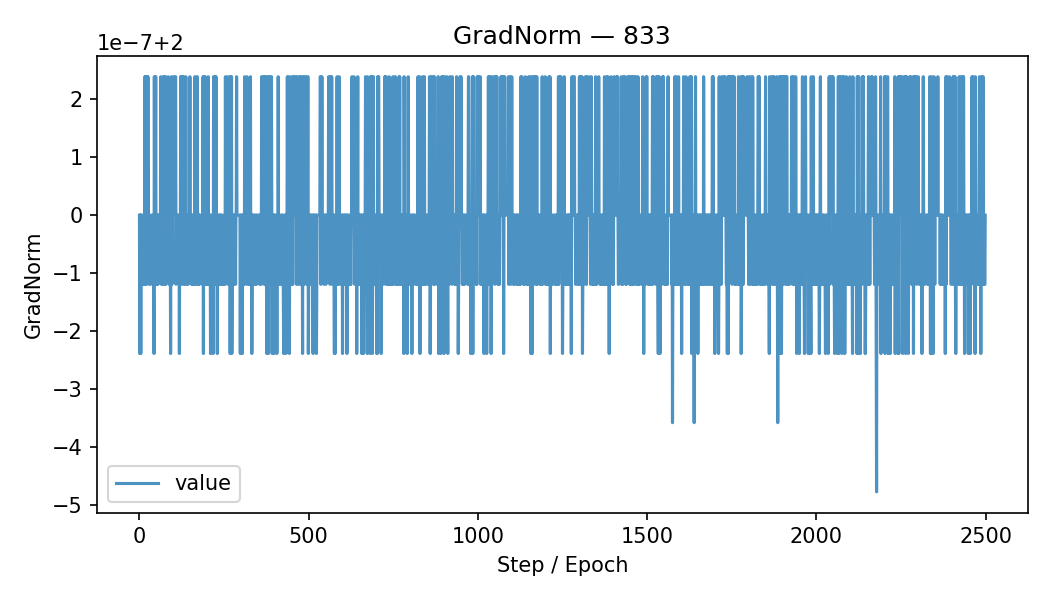 GradNorm — 833
1e−7+2
2
1
0
−1
−2
−3
−4
−5
GradNorm
value
0 500 1000 1500 2000 2500
Step / Epoch